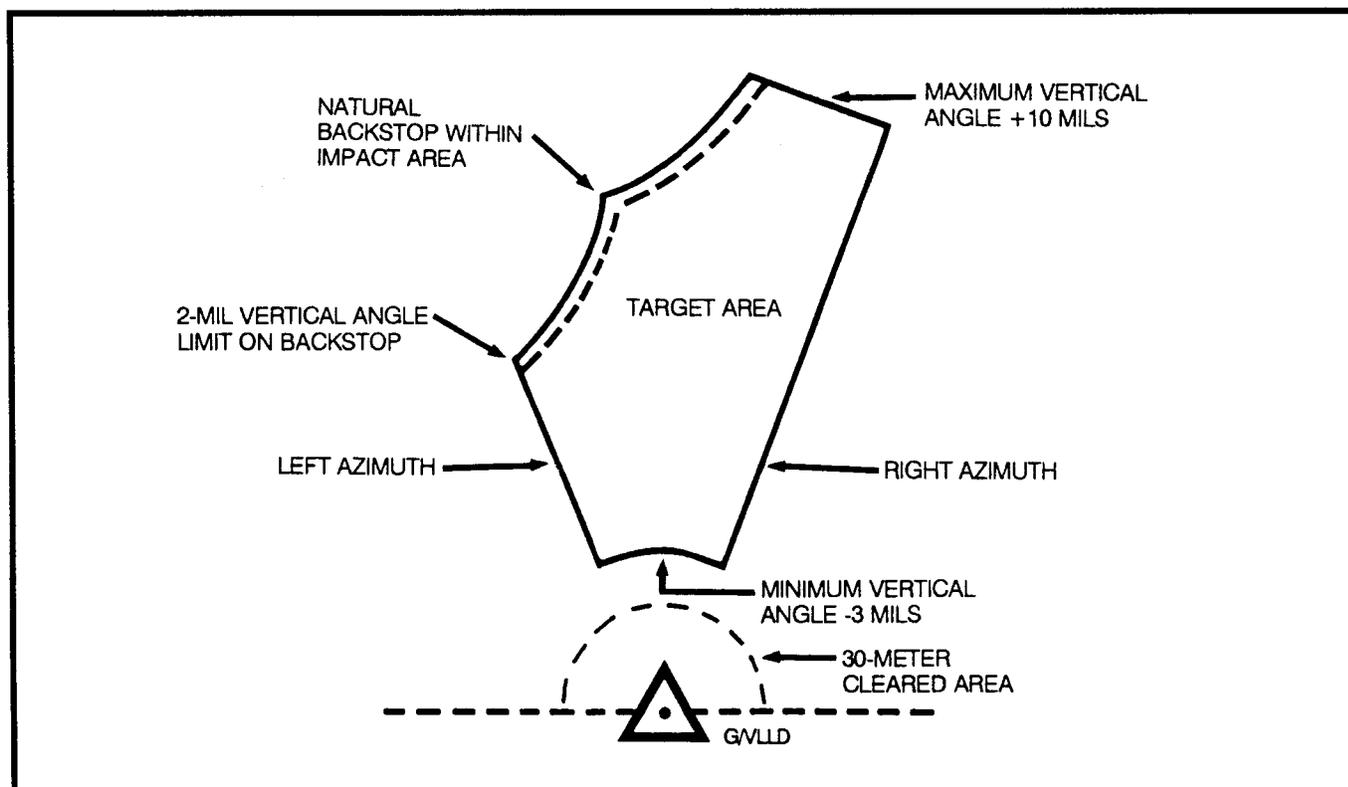 NATURAL
BACKSTOP WITHIN
IMPACT AREA
MAXIMUM VERTICAL
ANGLE +10 MILS
2-MIL VERTICAL ANGLE
LIMIT ON BACKSTOP
TARGET AREA
LEFT AZIMUTH
RIGHT AZIMUTH
MINIMUM VERTICAL
ANGLE -3 MILS
30-METER
CLEARED AREA
G/VLLD